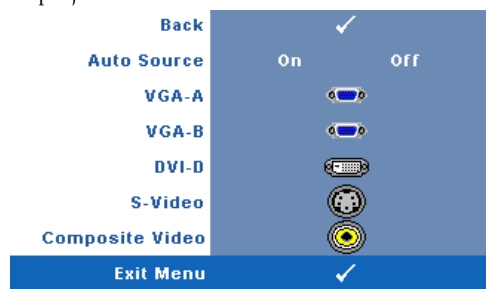 Back
Auto Source On Off
VGA-A
VGA-B
DVI-D
S-Video
Composite Video
Exit Menu